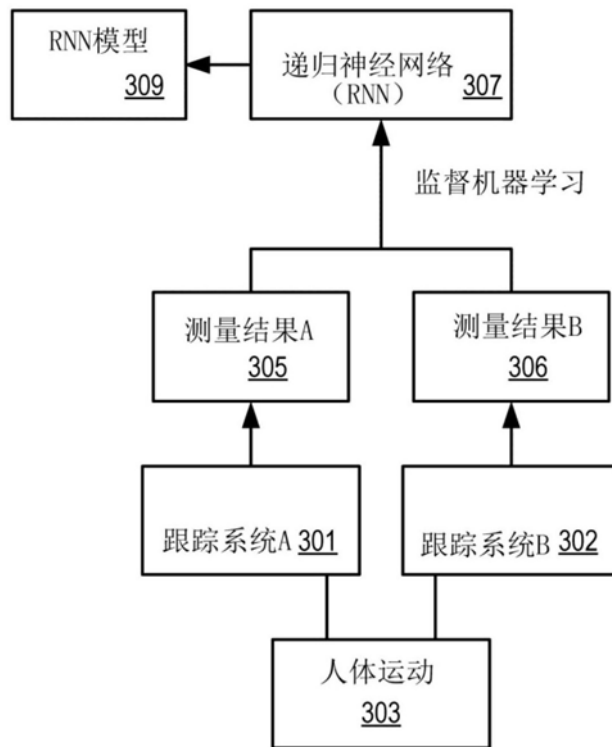 RNN模型
309
递归神经网络
(RNN)
307
监督机器学习
测量结果A
305
测量结果B
306
跟踪系统A 301
跟踪系统B 302
人体运动
303